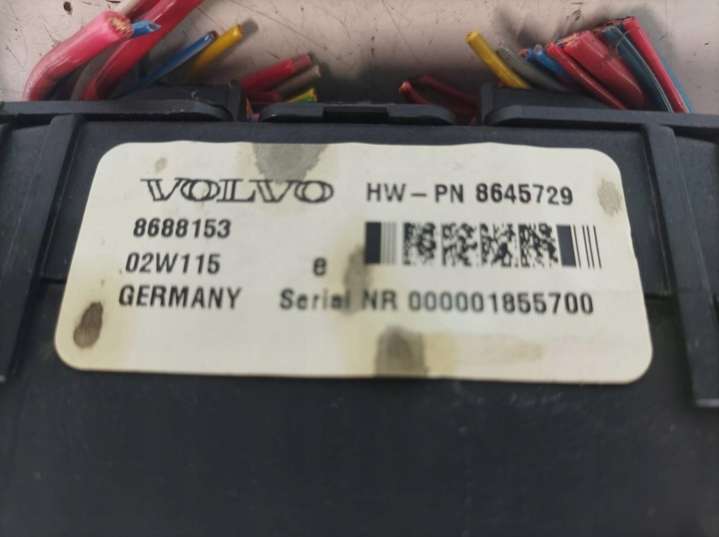 VOLVO HW-PN 8645729
8688153
02W115 e
GERMANY Serial NR 000001855700